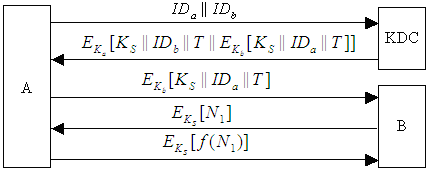 ID_a || ID_b
KDC
E_{K_a}[K_S || ID_b || T || E_{K_b}[K_S || ID_a || T]]
A
E_{K_b}[K_S || ID_a || T]
E_{K_S}[N_1]
B
E_{K_S}[f(N_1)]